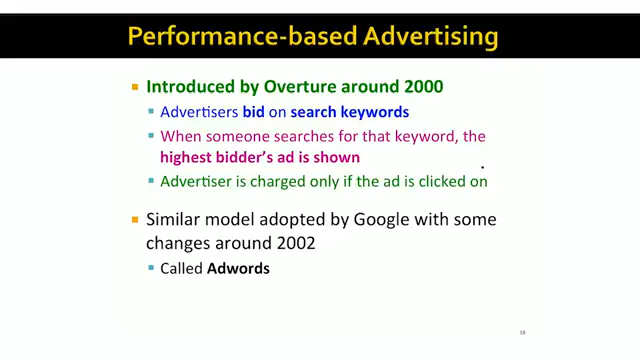 Performance-based Advertising
Introduced by Overture around 2000
Advertisers bid on search keywords
When someone searches for that keyword, the
highest bidder's ad is shown
Advertiser is charged only if the ad is clicked on
Similar model adopted by Google with some
changes around 2002
Called Adwords
18